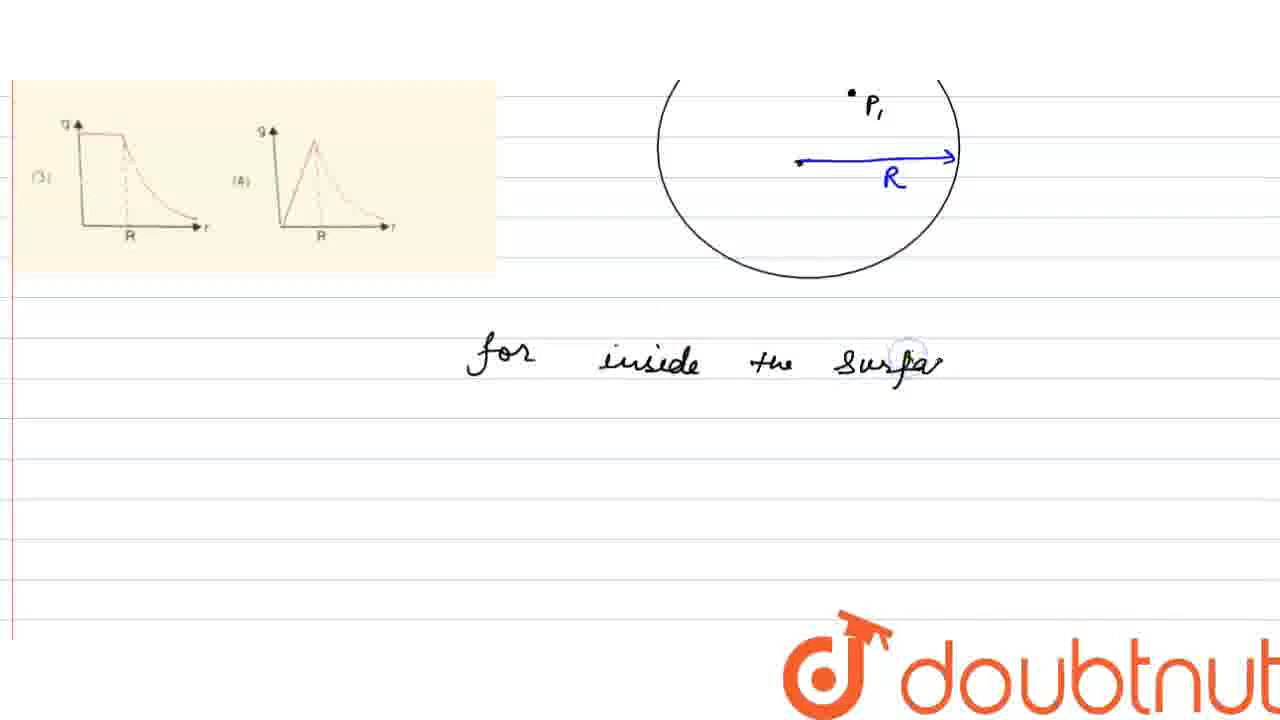 P₁
R
g
(3)
R
r
g
(4)
R
r
for inside the surfa
doubtnut